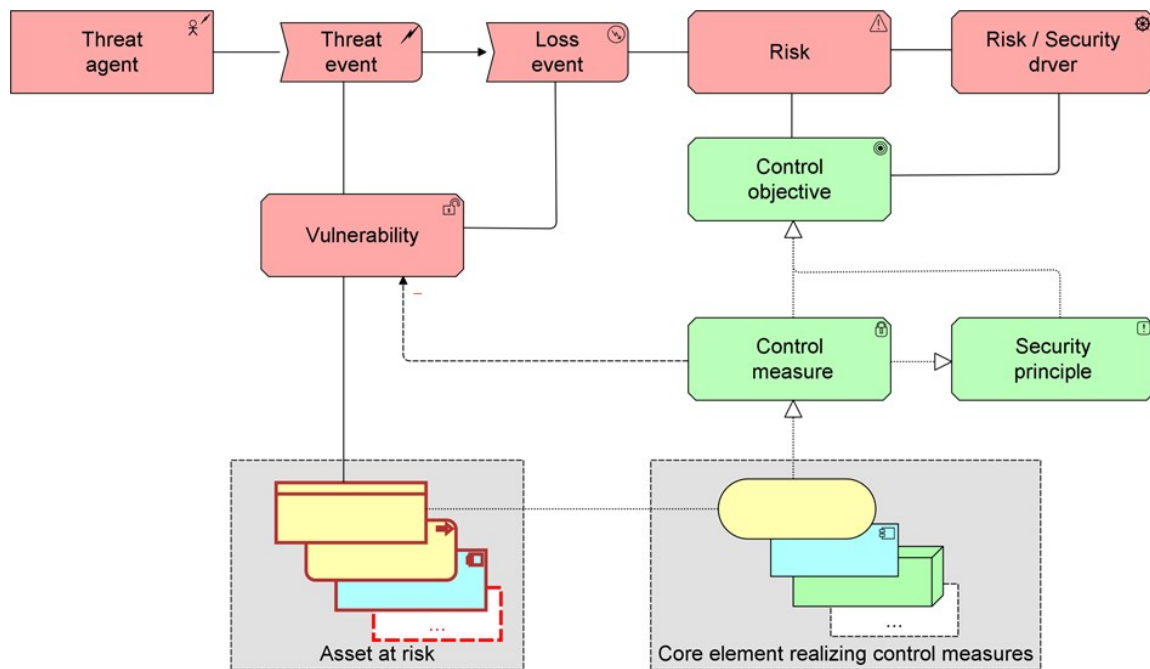 Threat
agent
Threat
event
Loss
event
Risk
Risk / Security
drver
Control
objective
Vulnerability
–
Control
measure
Security
principle
...
Asset at risk
...
Core element realizing control measures